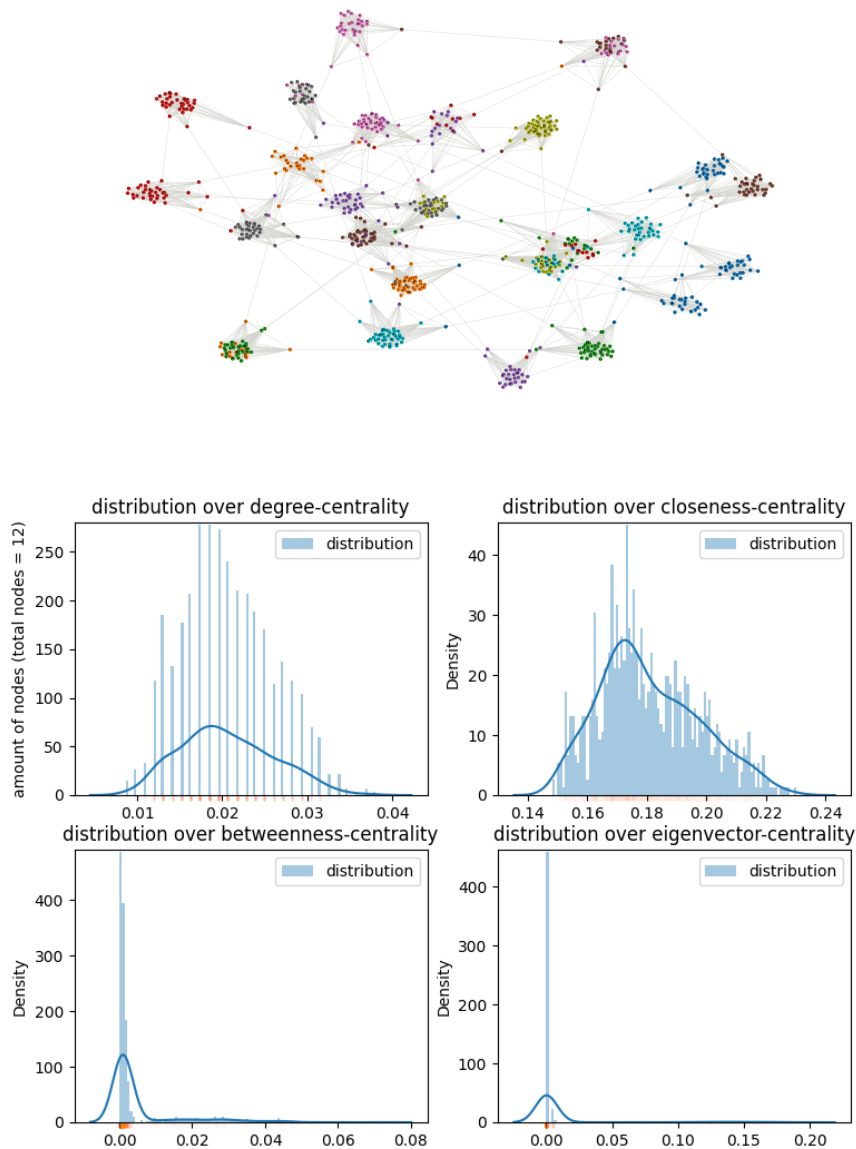 distribution over degree-centrality
amount of nodes (total nodes = 12)
250
200
150
100
50
0
distribution
0.01 0.02 0.03 0.04
distribution over closeness-centrality
Density
40
30
20
10
0
distribution
0.14 0.16 0.18 0.20 0.22 0.24
distribution over betweenness-centrality
Density
400
300
200
100
0
distribution
0.00 0.02 0.04 0.06 0.08
distribution over eigenvector-centrality
Density
400
300
200
100
0
distribution
0.00 0.05 0.10 0.15 0.20